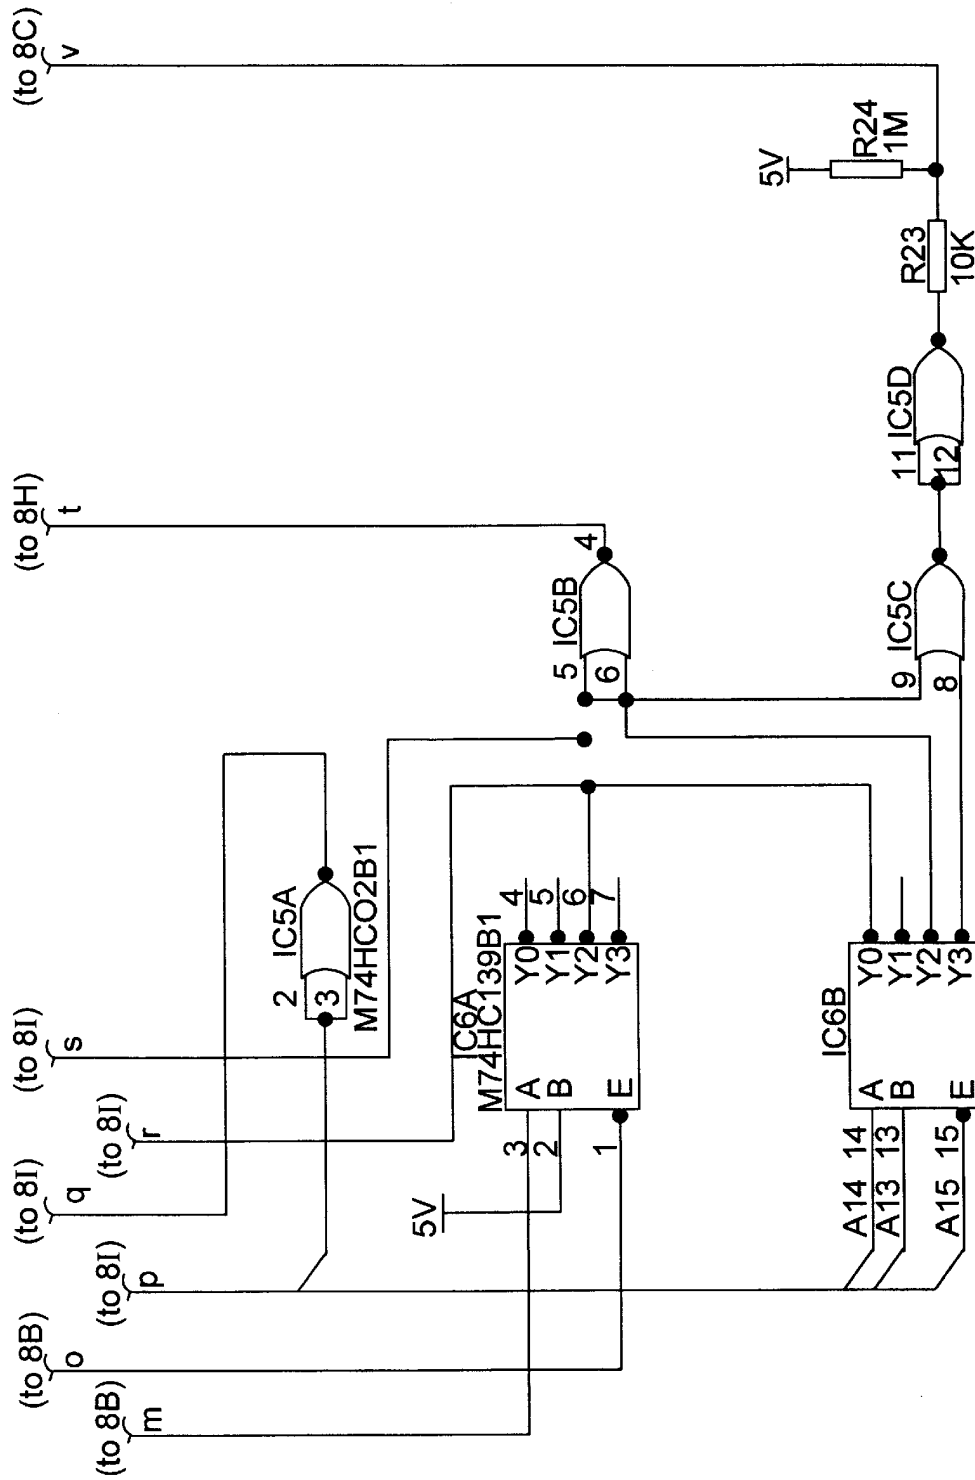 (to 8C)
v
5V
R24
1M
R23
10K
11
12
IC5D
(to 8H)
t
4
IC5B
5
6
IC5C
9
8
(to 8I)
q
IC5A
2
3
M74HCO2B1
(to 8I)
s
(to 8I)
r
IC6A
M74HC139B1
Y0
Y1
Y2
Y3
4
5
6
7
A
B
E
3
2
1
5V
IC6B
Y0
Y1
Y2
Y3
A
B
E
A14 14
A13 13
A15 15
(to 8I)
p
(to 8B)
o
(to 8B)
m